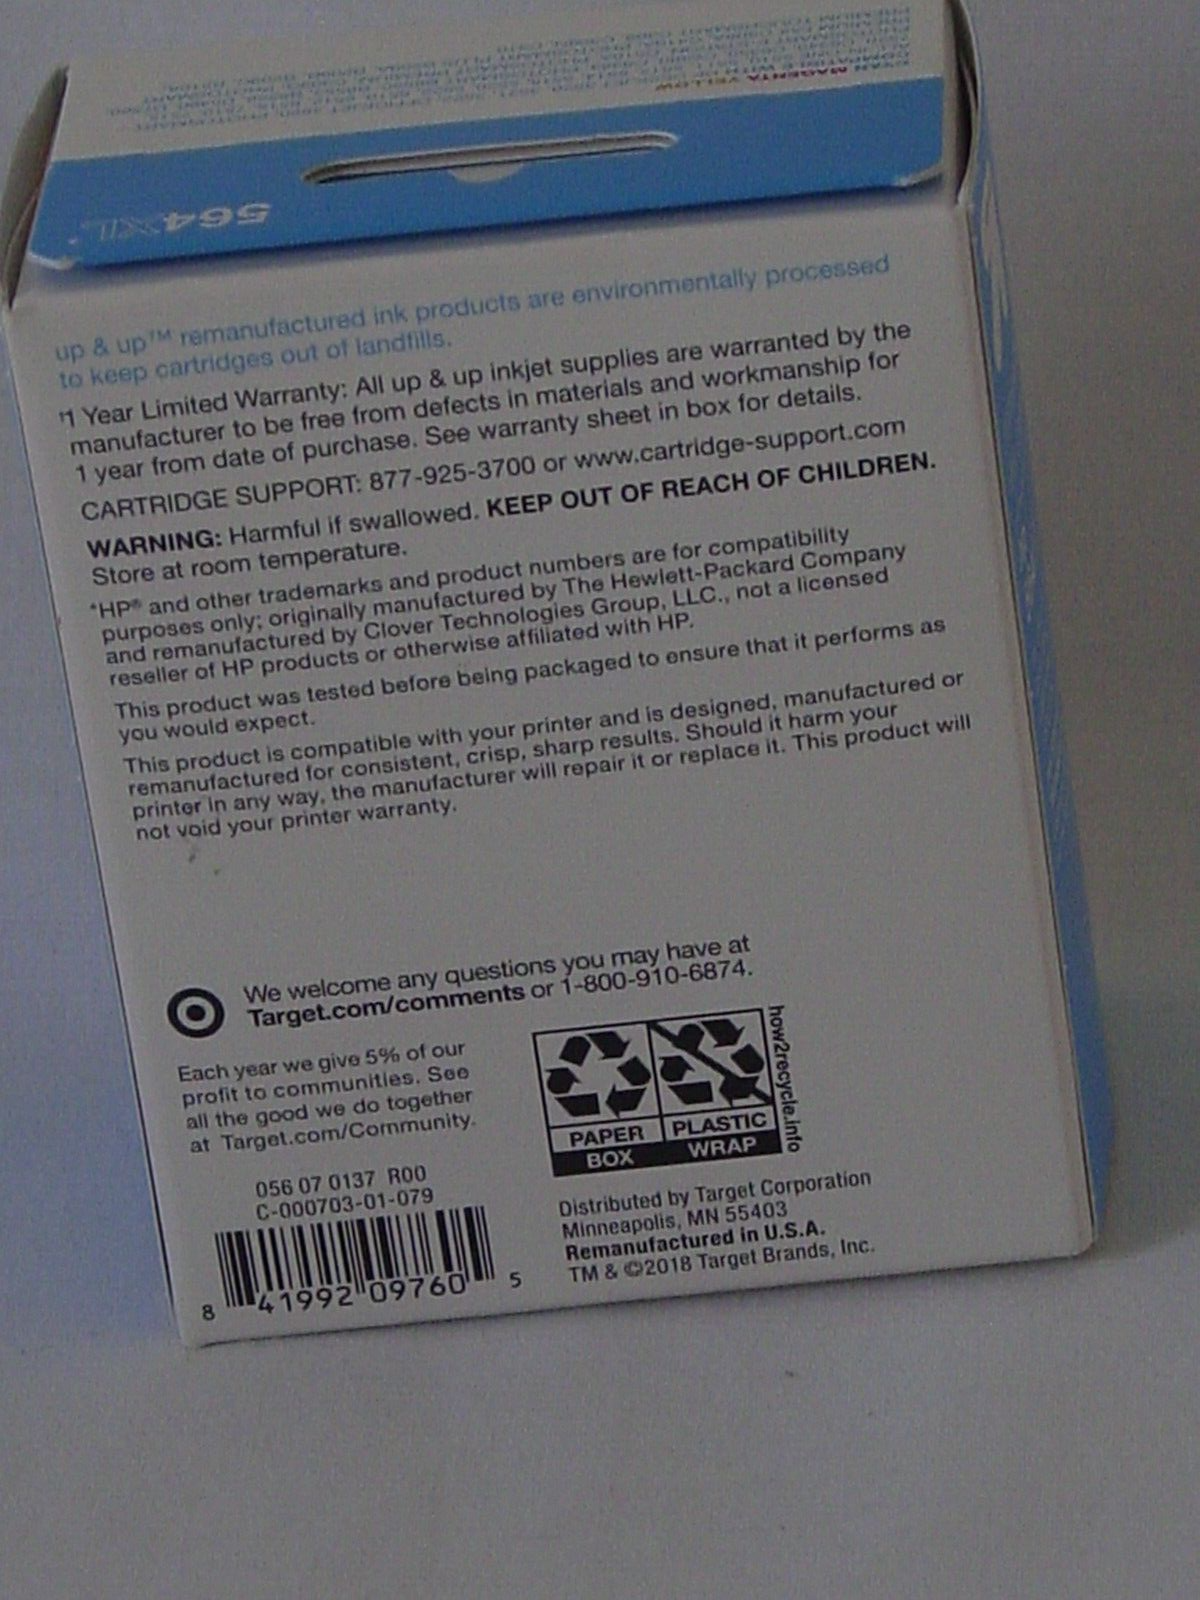 CYAN MAGENTA YELLOW
564XL
up & up™ remanufactured ink products are environmentally processed
to keep cartridges out of landfills.
†1 Year Limited Warranty: All up & up inkjet supplies are warranted by the
manufacturer to be free from defects in materials and workmanship for
1 year from date of purchase. See warranty sheet in box for details.
CARTRIDGE SUPPORT: 877-925-3700 or www.cartridge-support.com
WARNING: Harmful if swallowed. KEEP OUT OF REACH OF CHILDREN.
Store at room temperature.
*HP® and other trademarks and product numbers are for compatibility
purposes only; originally manufactured by The Hewlett-Packard Company
and remanufactured by Clover Technologies Group, LLC., not a licensed
reseller of HP products or otherwise affiliated with HP.
This product was tested before being packaged to ensure that it performs as
you would expect.
This product is compatible with your printer and is designed, manufactured or
remanufactured for consistent, crisp, sharp results. Should it harm your
printer in any way, the manufacturer will repair it or replace it. This product will
not void your printer warranty.
We welcome any questions you may have at
Target.com/comments or 1-800-910-6874.
Each year we give 5% of our
profit to communities. See
all the good we do together
at Target.com/Community.
PAPER PLASTIC
BOX WRAP
how2recycle.info
056 07 0137 R00
C-000703-01-079
8 41992 09760 5
Distributed by Target Corporation
Minneapolis, MN 55403
Remanufactured in U.S.A.
TM & ©2018 Target Brands, Inc.